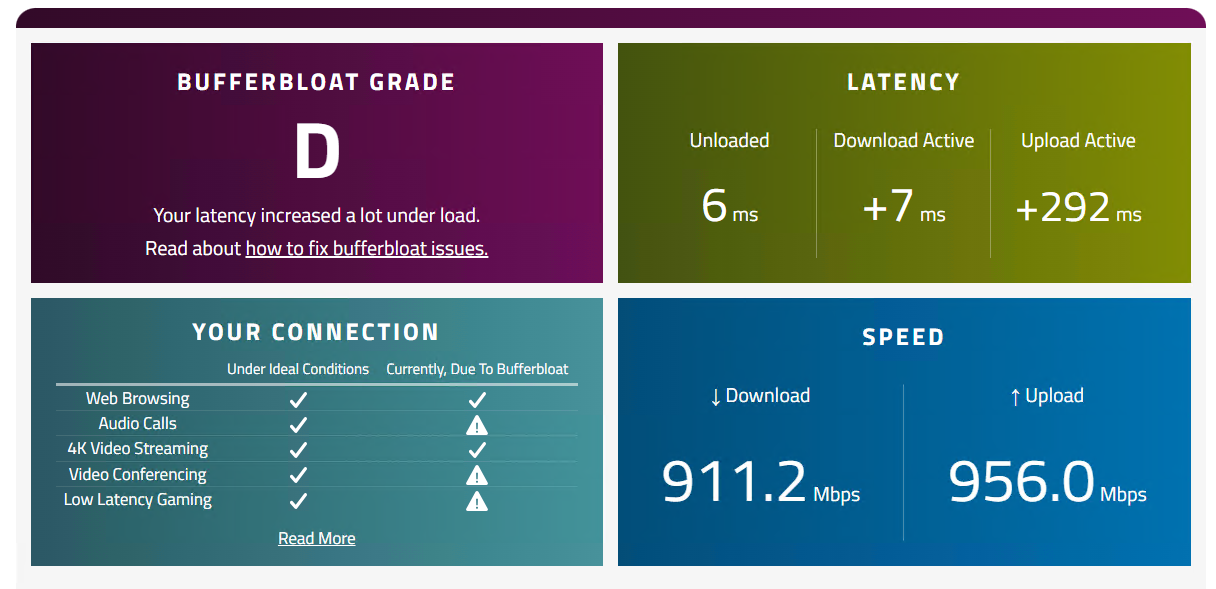 BUFFERBLOAT GRADE
D
Your latency increased a lot under load.
Read about how to fix bufferbloat issues.
LATENCY
Unloaded Download Active Upload Active
6 ms +7 ms +292 ms
YOUR CONNECTION
Under Ideal Conditions Currently, Due To Bufferbloat
Web Browsing
Audio Calls
4K Video Streaming
Video Conferencing
Low Latency Gaming
Read More
SPEED
↓ Download ↑ Upload
911.2 Mbps 956.0 Mbps